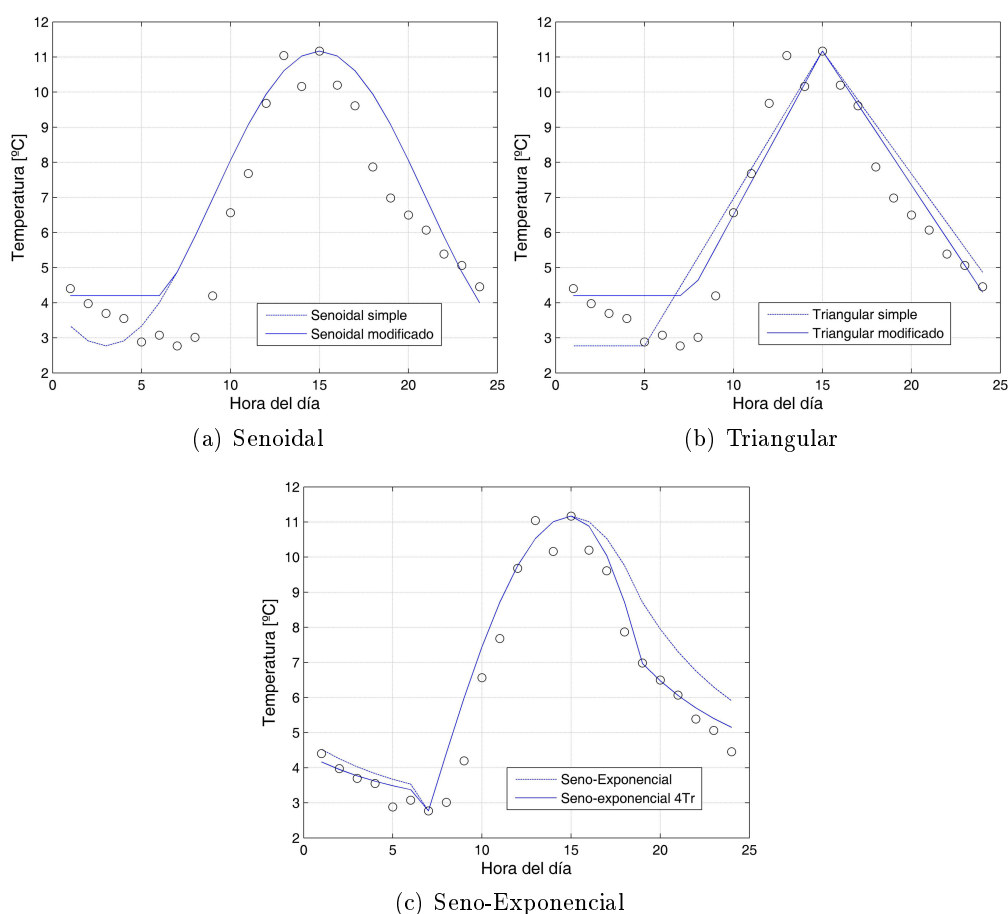 12
11
10
9
8
7
6
5
4
3
2
Temperatura [ºC]
Senoidal simple
Senoidal modificado
0 5 10 15 20 25
Hora del día
(a) Senoidal
12
11
10
9
8
7
6
5
4
3
2
Temperatura [ºC]
Triangular simple
Triangular modificado
0 5 10 15 20 25
Hora del día
(b) Triangular
12
11
10
9
8
7
6
5
4
3
2
Temperatura [ºC]
Seno-Exponencial
Seno-exponencial 4Tr
0 5 10 15 20 25
Hora del día
(c) Seno-Exponencial